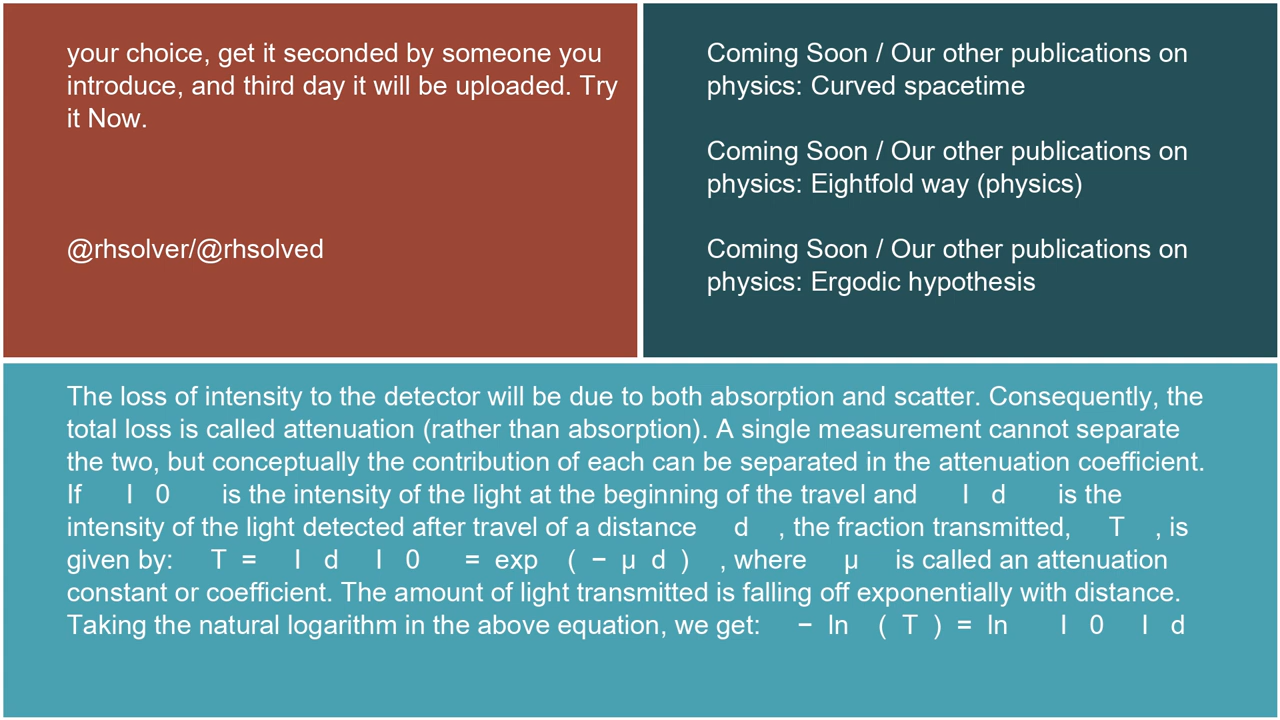 your choice, get it seconded by someone you
introduce, and third day it will be uploaded. Try
it Now.
@rhsolver/@rhsolved
Coming Soon / Our other publications on
physics: Curved spacetime
Coming Soon / Our other publications on
physics: Eightfold way (physics)
Coming Soon / Our other publications on
physics: Ergodic hypothesis
The loss of intensity to the detector will be due to both absorption and scatter. Consequently, the
total loss is called attenuation (rather than absorption). A single measurement cannot separate
the two, but conceptually the contribution of each can be separated in the attenuation coefficient.
If I 0 is the intensity of the light at the beginning of the travel and I d is the
intensity of the light detected after travel of a distance d , the fraction transmitted, T , is
given by: T = I d I 0 = exp ( − μ d ) , where μ is called an attenuation
constant or coefficient. The amount of light transmitted is falling off exponentially with distance.
Taking the natural logarithm in the above equation, we get: − ln ( T ) = ln I 0 I d